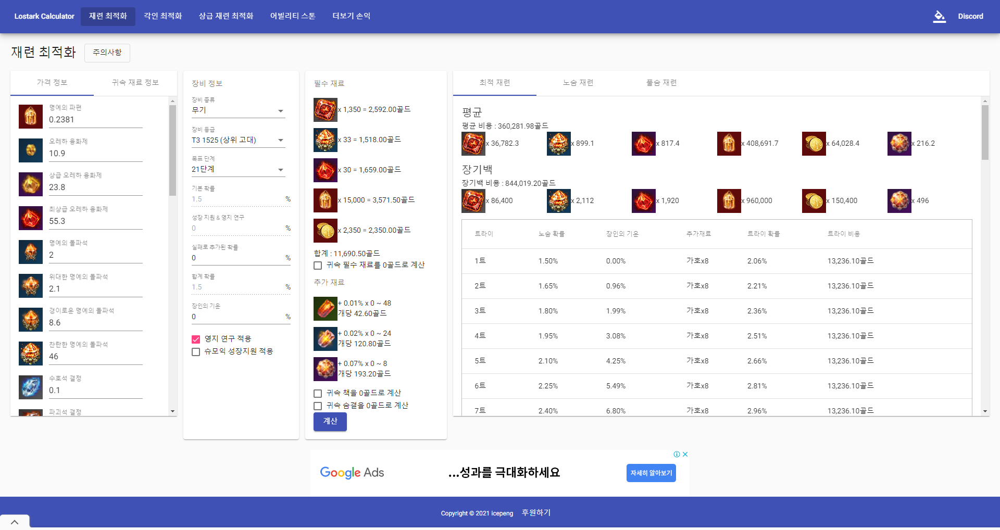 Lostark Calculator 재련 최적화 각인 최적화 상급 재련 최적화 어빌리티 스톤 더보기 손익 Discord
재련 최적화 주의사항
가격 정보 귀속 재료 정보
명예의 파편
0.2381
오레하 융화제
10.9
상급 오레하 융화제
23.8
최상급 오레하 융화제
55.3
명예의 돌파석
2
위대한 명예의 돌파석
2.1
경이로운 명예의 돌파석
8.6
찬란한 명예의 돌파석
46
수호석 결정
0.1
파괴석 결정
장비 정보
장비 종류
무기
장비 등급
T3 1525 (상위 고대)
목표 단계
21단계
기본 확률
1.5 %
성장 지원 & 영지 연구
0 %
실패로 추가된 확률
0 %
합계 확률
1.5 %
장인의 기운
0 %
영지 연구 적용
슈모익 성장지원 적용
필수 재료
x 1,350 = 2,592.00골드
x 33 = 1,518.00골드
x 30 = 1,659.00골드
x 15,000 = 3,571.50골드
x 2,350 = 2,350.00골드
합계 : 11,690.50골드
귀속 필수 재료를 0골드로 계산
추가 재료
+ 0.01% x 0 ~ 48
개당 42.60골드
+ 0.02% x 0 ~ 24
개당 120.80골드
+ 0.07% x 0 ~ 8
개당 193.20골드
귀속 책을 0골드로 계산
귀속 숨결을 0골드로 계산
계산
최적 재련 노숨 재련 풀숨 재련
평균
평균 비용 : 360,281.98골드
x 36,782.3 x 899.1 x 817.4 x 408,691.7 x 64,028.4 x 216.2
장기백
장기백 비용 : 844,019.20골드
x 86,400 x 2,112 x 1,920 x 960,000 x 150,400 x 496
트라이 노숨 확률 장인의 기운 추가재료 트라이 확률 트라이 비용
1트 1.50% 0.00% 가호x8 2.06% 13,236.10골드
2트 1.65% 0.96% 가호x8 2.21% 13,236.10골드
3트 1.80% 1.99% 가호x8 2.36% 13,236.10골드
4트 1.95% 3.08% 가호x8 2.51% 13,236.10골드
5트 2.10% 4.25% 가호x8 2.66% 13,236.10골드
6트 2.25% 5.49% 가호x8 2.81% 13,236.10골드
7트 2.40% 6.80% 가호x8 2.96% 13,236.10골드
Google Ads ...성과를 극대화하세요 자세히 알아보기
Copyright © 2021 icepeng 후원하기